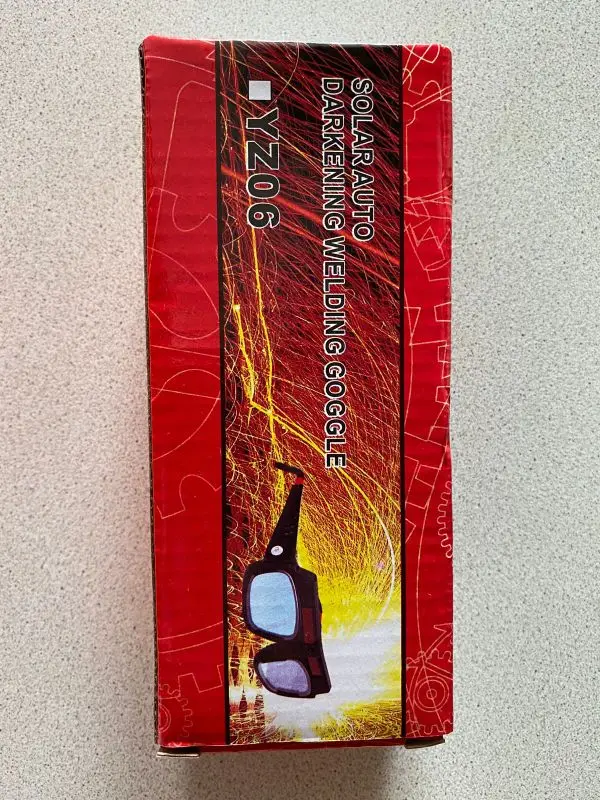 SOLAR AUTO
DARKENING WELDING GOGGLE
YZ06